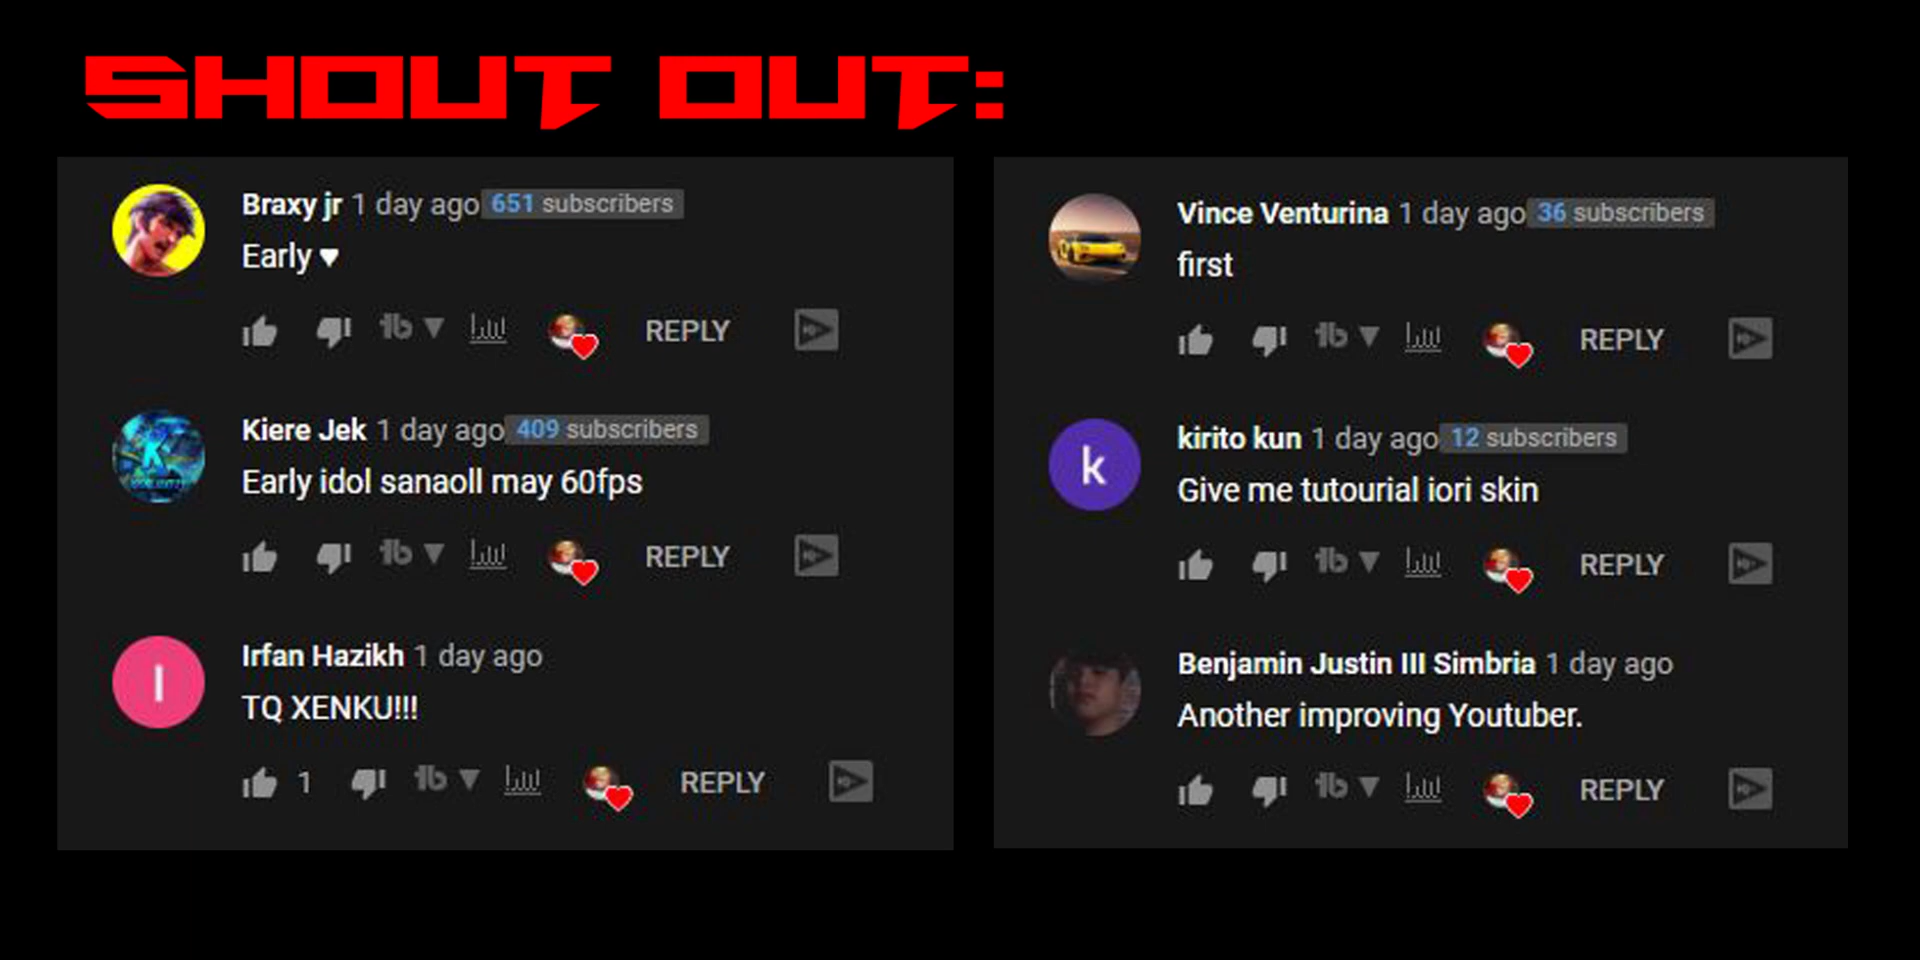 SHOUT OUT:
Braxy jr 1 day ago 651 subscribers
Early ♥
REPLY
Kiere Jek 1 day ago 409 subscribers
Early idol sanaoll may 60fps
REPLY
Irfan Hazikh 1 day ago
TQ XENKU!!!
1 REPLY
Vince Venturina 1 day ago 36 subscribers
first
REPLY
kirito kun 1 day ago 12 subscribers
Give me tutourial iori skin
REPLY
Benjamin Justin III Simbria 1 day ago
Another improving Youtuber.
REPLY